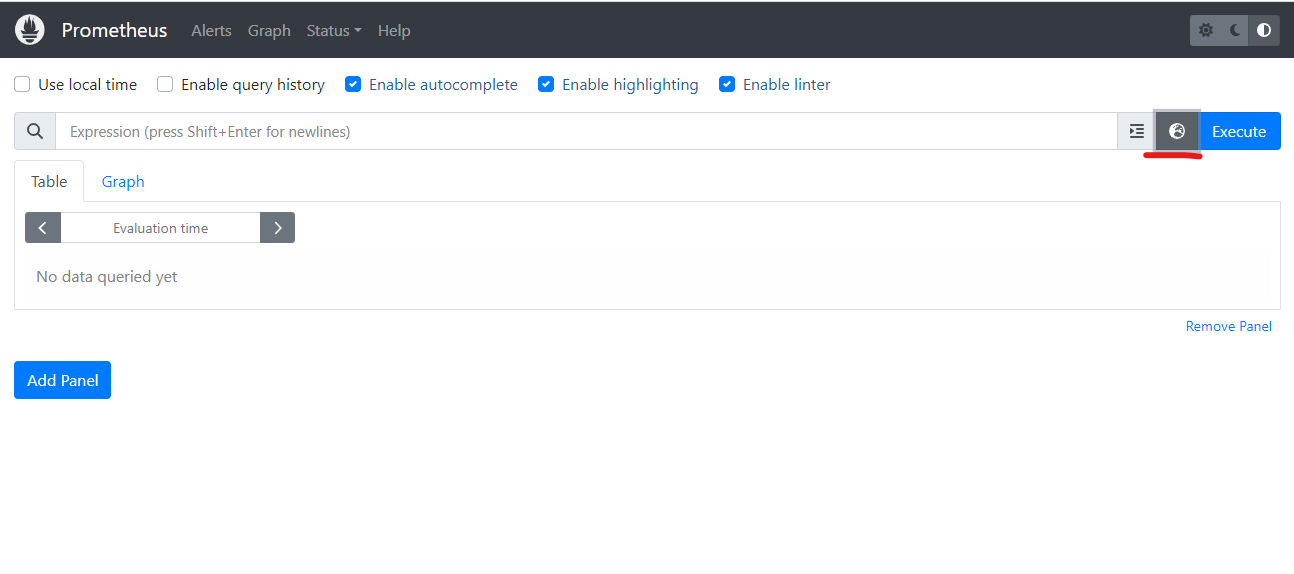 Prometheus Alerts Graph Status Help
Use local time Enable query history Enable autocomplete Enable highlighting Enable linter
Expression (press Shift+Enter for newlines) Execute
Table Graph
Evaluation time
No data queried yet
Remove Panel
Add Panel